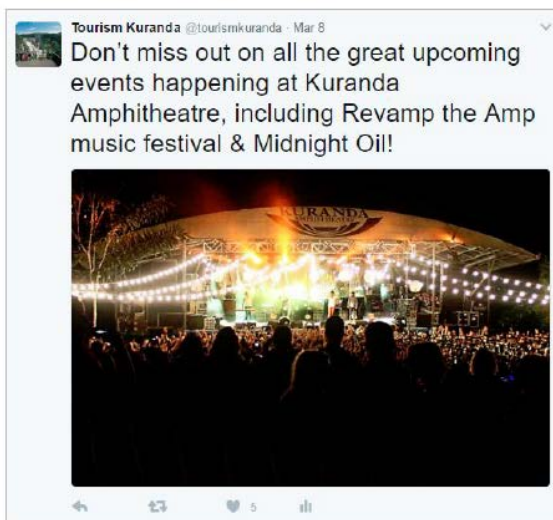 Tourism Kuranda @tourismkuranda · Mar 8
Don't miss out on all the great upcoming
events happening at Kuranda
Amphitheatre, including Revamp the Amp
music festival & Midnight Oil!
KURANDA
AMPHITHEATRE
5